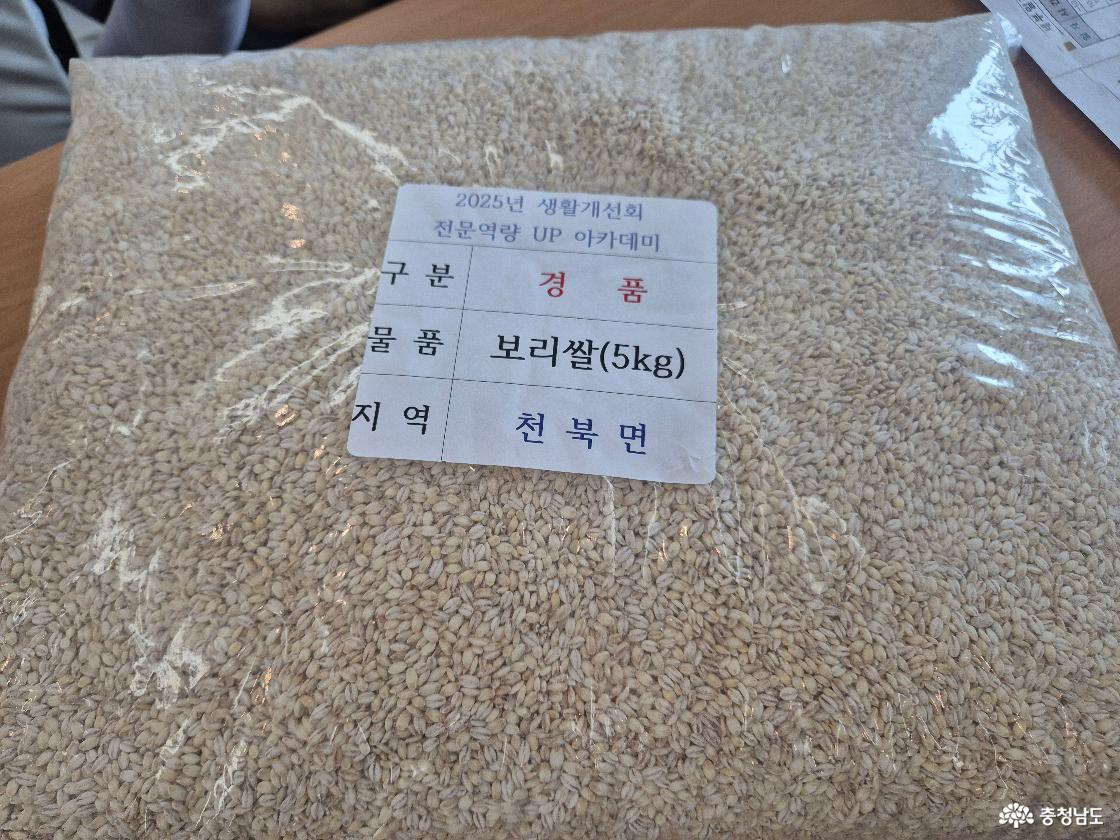 2025년 생활개선회
전문역량 UP 아카데미
구 분 경 품
물 품 보리쌀(5kg)
지 역 천 북 면
충청남도